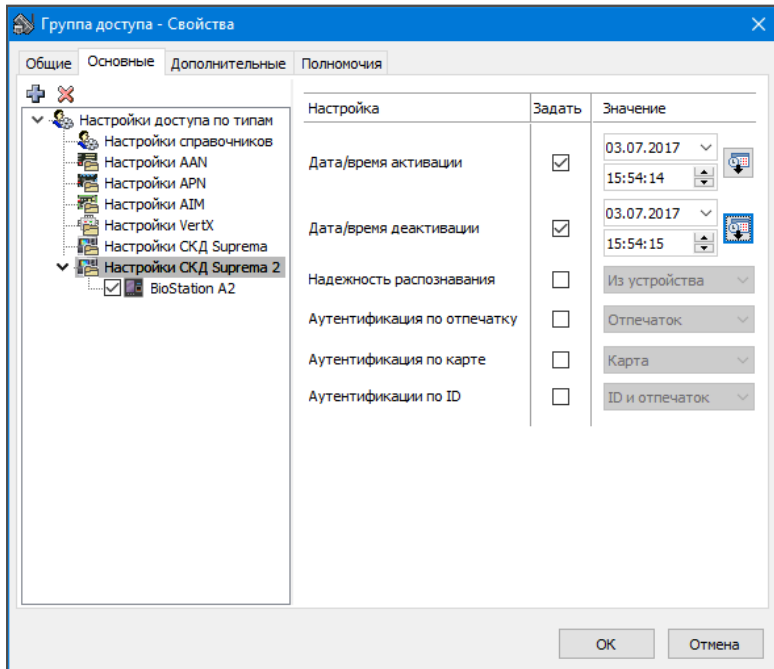 Группа доступа - Свойства
Общие Основные Дополнительные Полномочия
Настройки доступа по типам
Настройки справочников
Настройки AAN
Настройки APN
Настройки AIM
Настройки VertX
Настройки СКД Suprema
Настройки СКД Suprema 2
BioStation A2
Настройка Задать Значение
Дата/время активации
03.07.2017
15:54:14
Дата/время деактивации
03.07.2017
15:54:15
Надежность распознавания Из устройства
Аутентификация по отпечатку Отпечаток
Аутентификация по карте Карта
Аутентификации по ID ID и отпечаток
OK Отмена